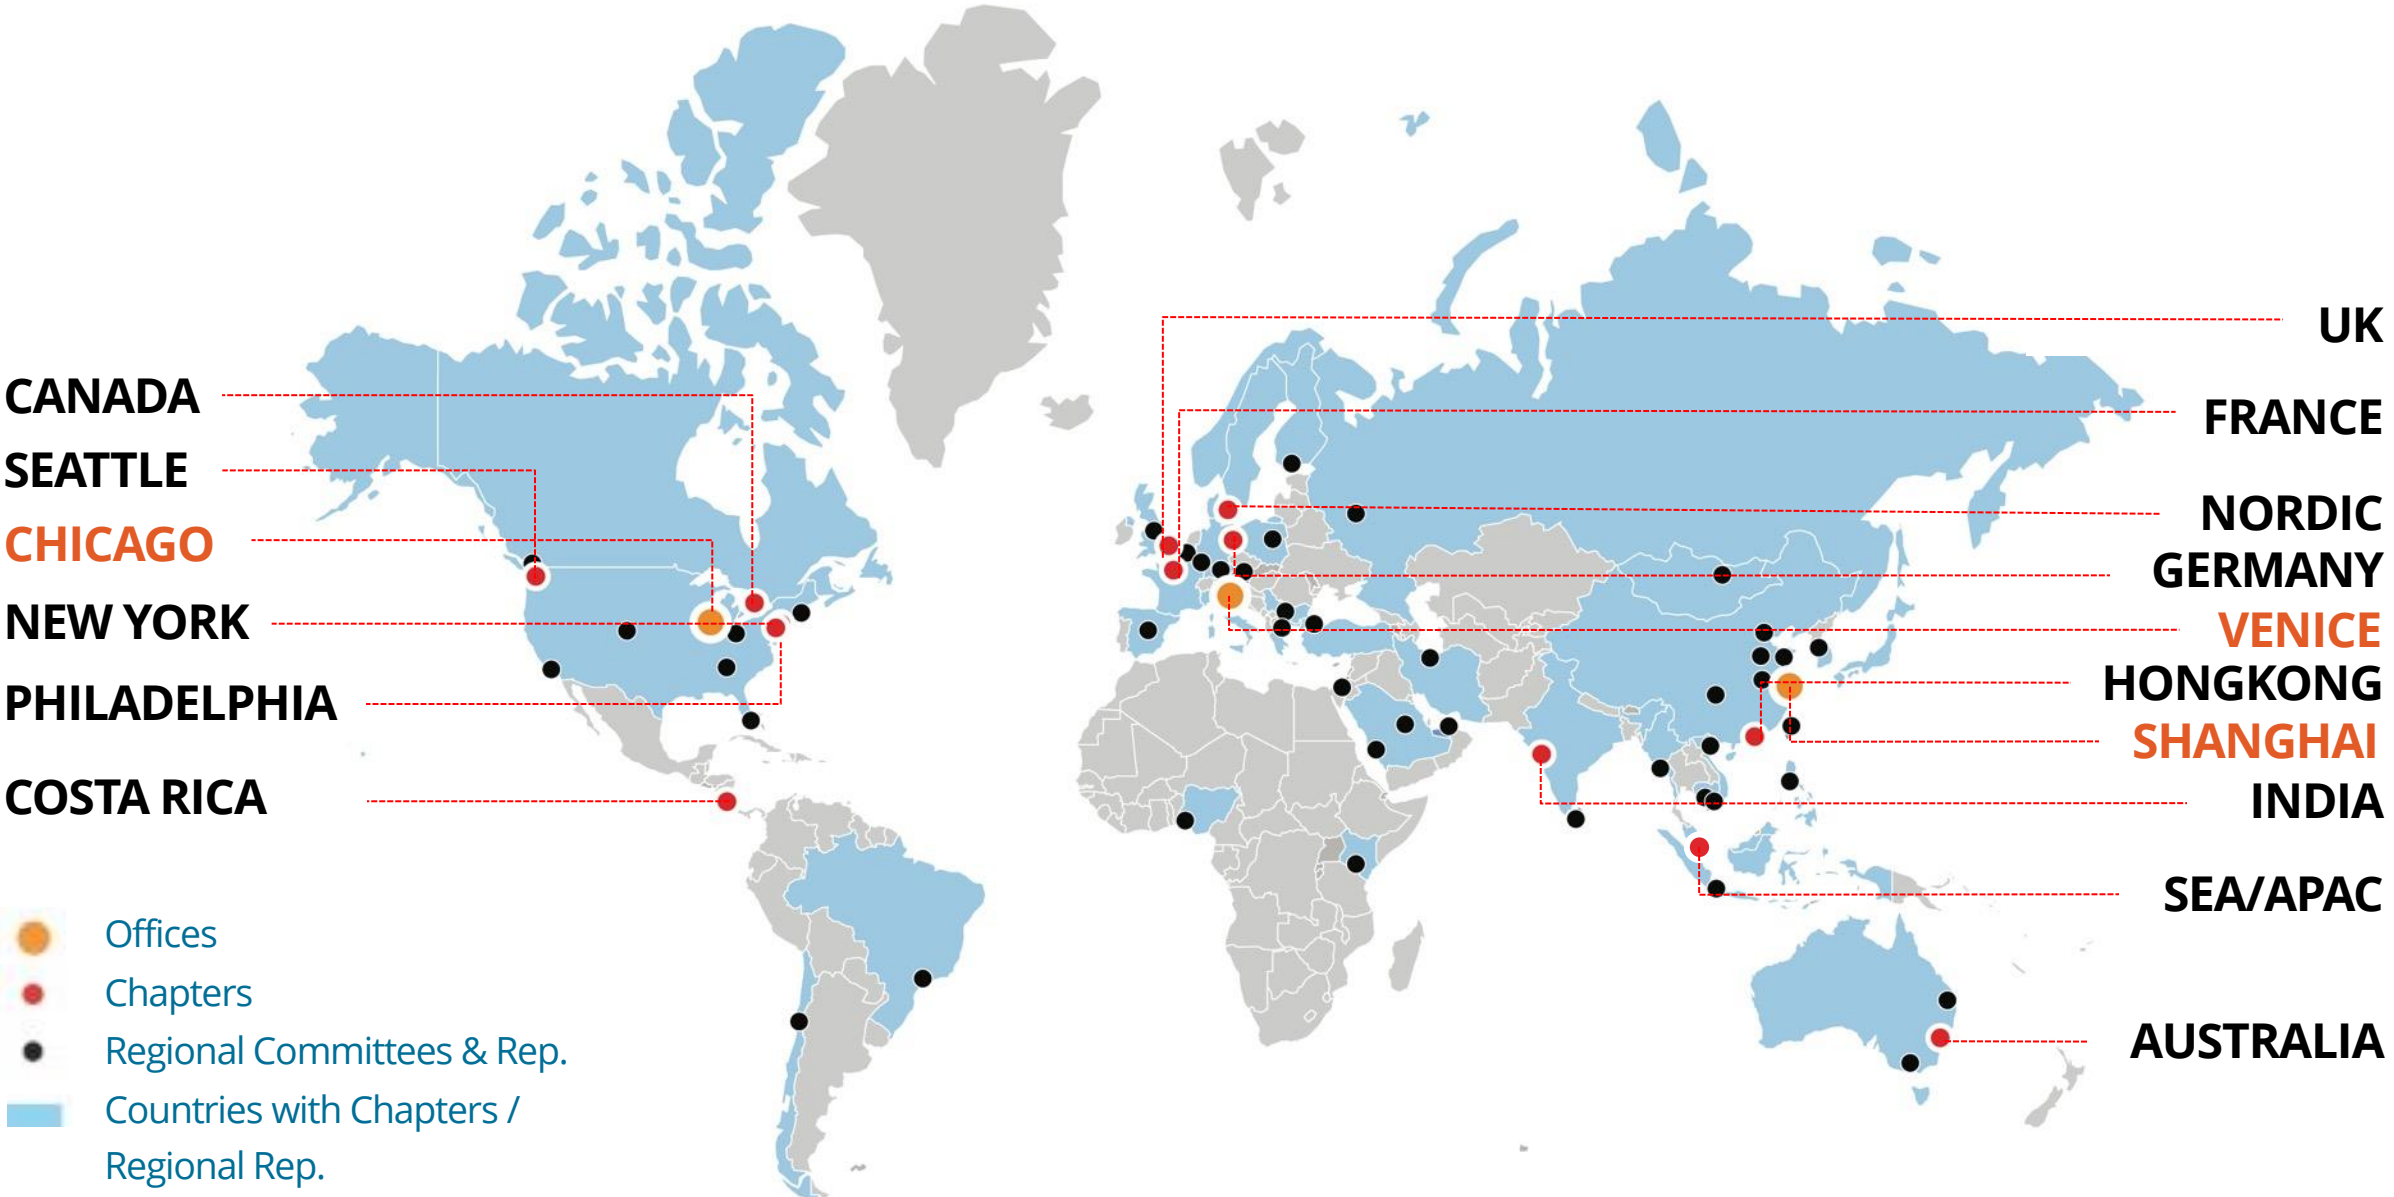 CANADA
SEATTLE
CHICAGO
NEW YORK
PHILADELPHIA
COSTA RICA
UK
FRANCE
NORDIC
GERMANY
VENICE
HONGKONG
SHANGHAI
INDIA
SEA/APAC
AUSTRALIA
Offices
Chapters
Regional Committees & Rep.
Countries with Chapters /
Regional Rep.